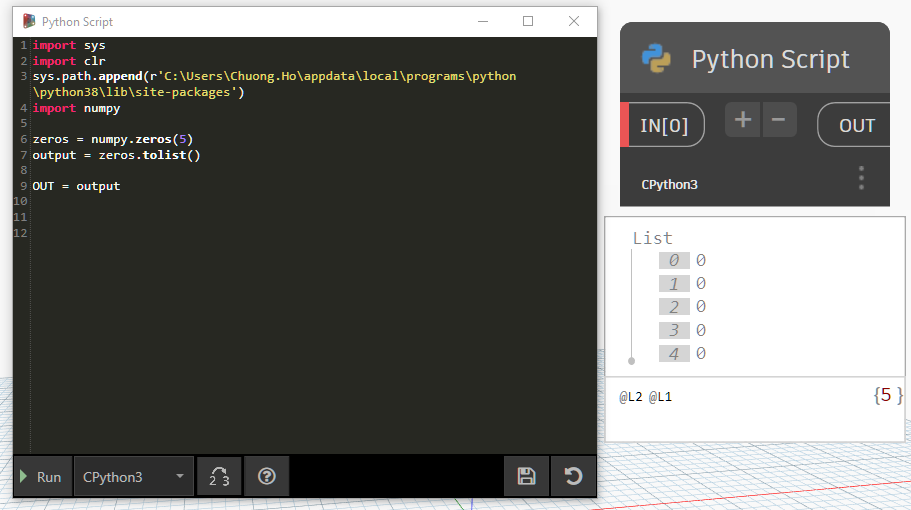 Python Script
1 import sys
2 import clr
3 sys.path.append(r'C:\Users\Chuong.Ho\appdata\local\programs\python
\python38\lib\site-packages')
4 import numpy
5
6 zeros = numpy.zeros(5)
7 output = zeros.tolist()
8
9 OUT = output
10
11
12
Run CPython3 2 3 ?
Python Script
IN[0] + − OUT
CPython3
List
0 0
1 0
2 0
3 0
4 0
@L2 @L1 {5 }